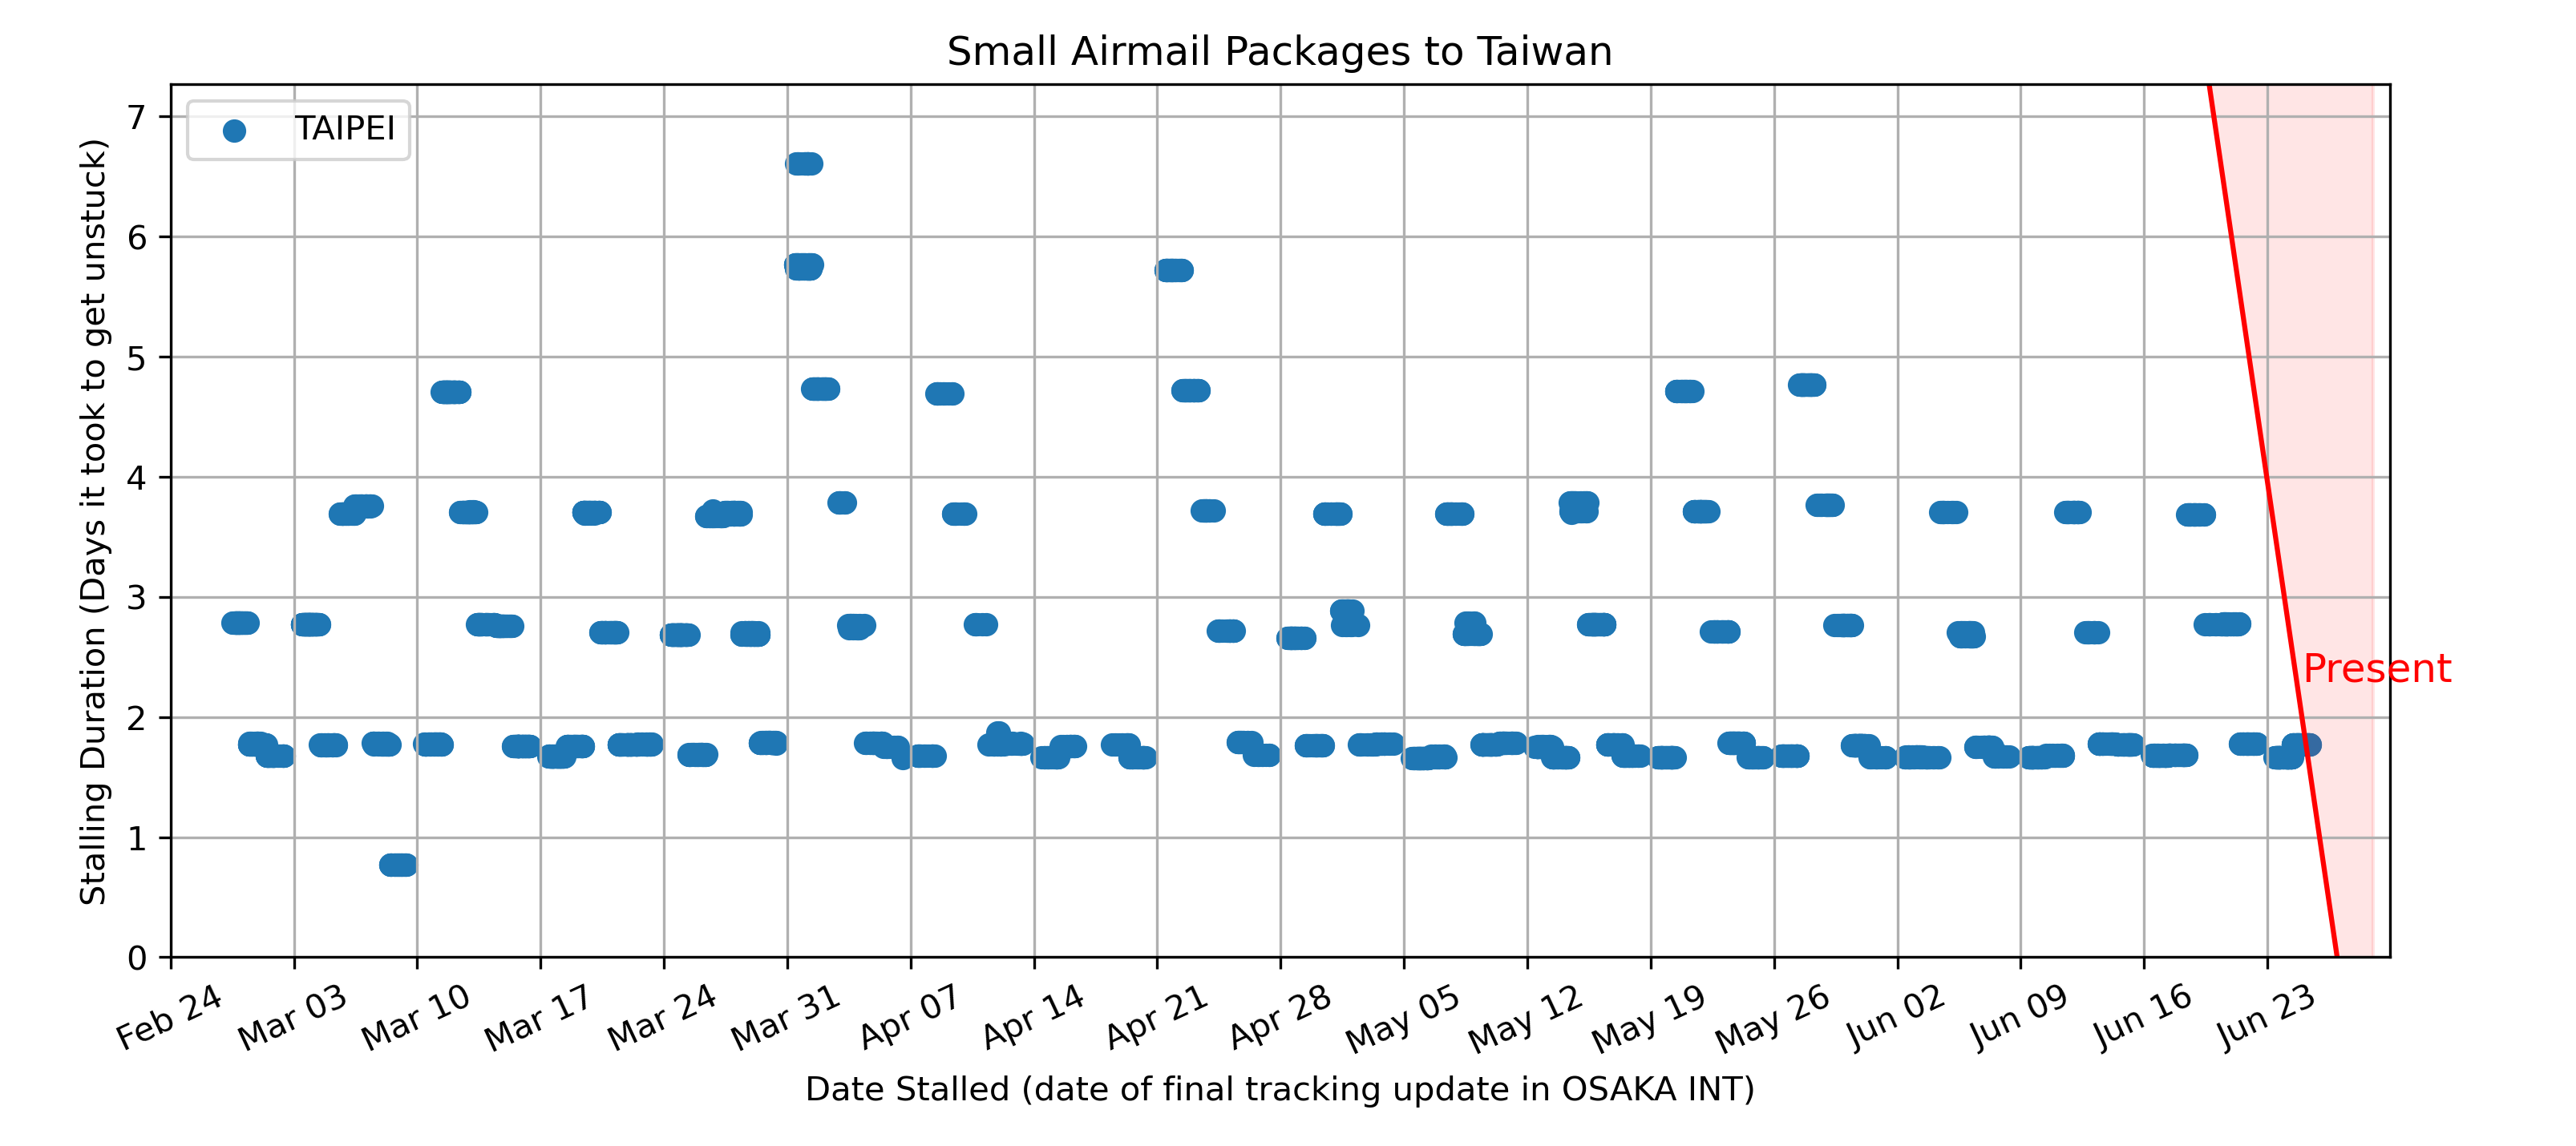 Small Airmail Packages to Taiwan
TAIPEI
Stalling Duration (Days it took to get unstuck)
7
6
5
4
3
2
1
0
Present
Feb 24
Mar 03
Mar 10
Mar 17
Mar 24
Mar 31
Apr 07
Apr 14
Apr 21
Apr 28
May 05
May 12
May 19
May 26
Jun 02
Jun 09
Jun 16
Jun 23
Date Stalled (date of final tracking update in OSAKA INT)